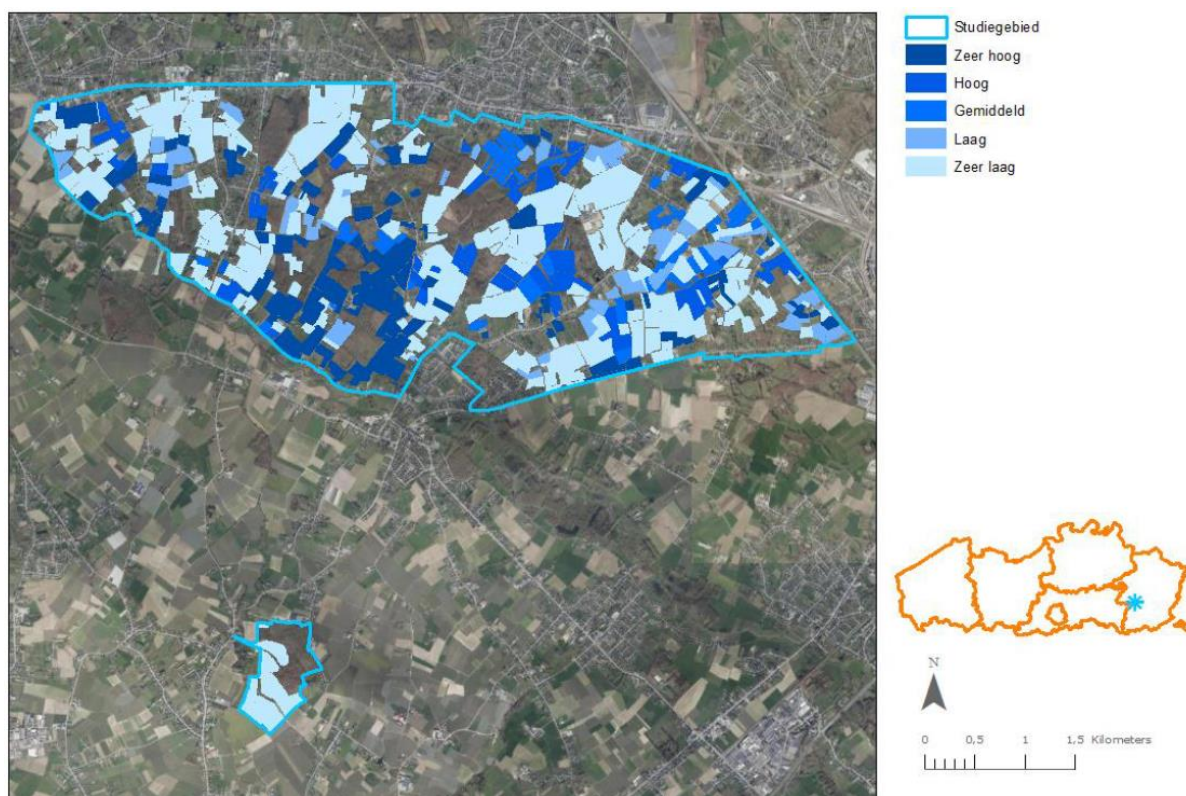 Studiegebied
Zeer hoog
Hoog
Gemiddeld
Laag
Zeer laag
N
0 0,5 1 1,5 Kilometers